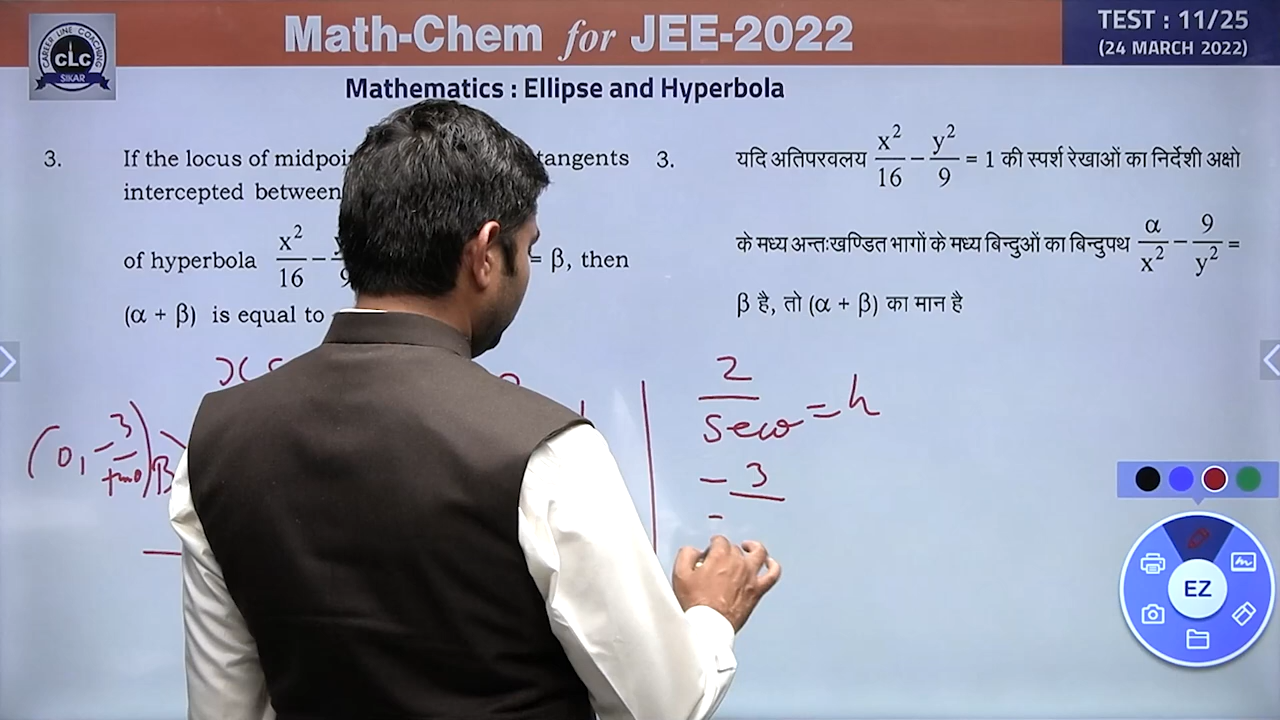 CAREER LINE COACHING
CLC
SIKAR
Math-Chem for JEE-2022
TEST : 11/25
(24 MARCH 2022)
Mathematics : Ellipse and Hyperbola
3. If the locus of tangents
intercepted between
of hyperbola x²/16 − = β, then
(α + β) is equal to
3. यदि अतिपरवलय x²/16 − y²/9 = 1 की स्पर्श रेखाओं का निर्देशी अक्षो
के मध्य अन्तःखण्डित भागों के मध्य बिन्दुओं का बिन्दुपथ α/x² − 9/y² =
β है, तो (α + β) का मान है
(0, −3/tanθ) B
2/secθ = h
−3
EZ